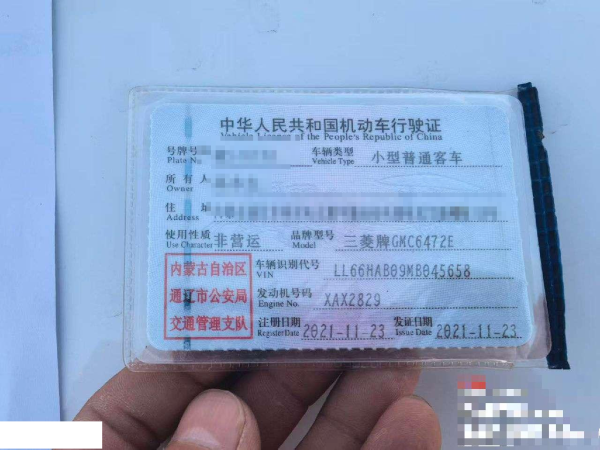 中华人民共和国机动车行驶证
Vehicle License of the People's Republic of China
号牌号
Plate No.
车辆类型
Vehicle Type
小型普通客车
所有人
Owner
住
Address
使用性质
Use Character
非营运
品牌型号
Model
三菱牌GMC6472E
内蒙古自治区
通辽市公安局
交通管理支队
车辆识别代号
VIN
LL66HAB09MB045658
发动机号码
Engine No.
XAX2829
注册日期
Register Date
2021-11-23
发证日期
Issue Date
2021-11-23